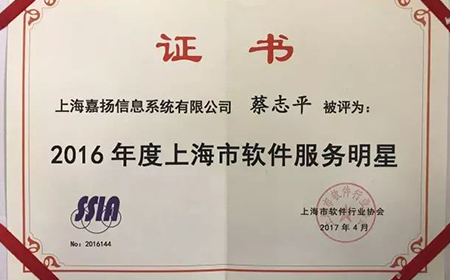 证书
上海嘉扬信息系统有限公司 蔡志平 被评为：
2016年度上海市软件服务明星
SSIA
No: 2016144
上海市软件行业协会
2017年4月